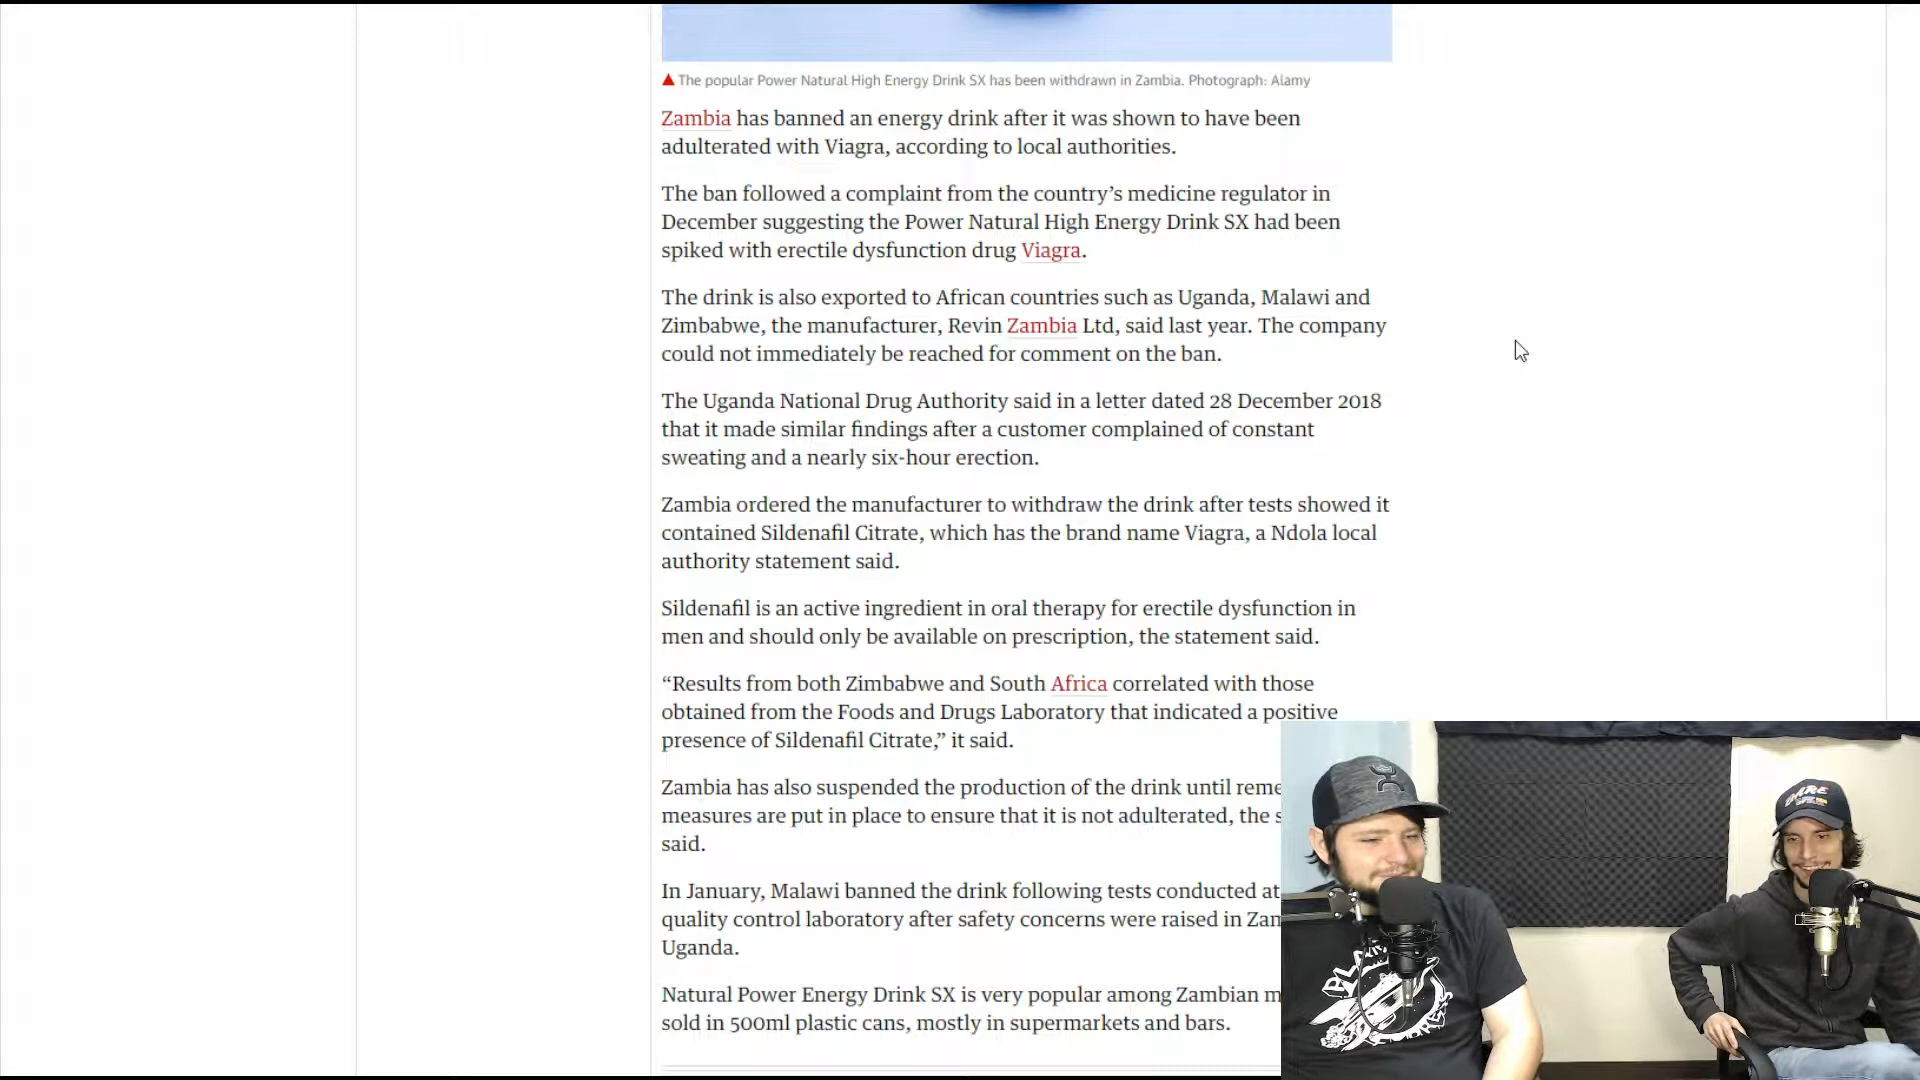 The popular Power Natural High Energy Drink SX has been withdrawn in Zambia. Photograph: Alamy
Zambia has banned an energy drink after it was shown to have been
adulterated with Viagra, according to local authorities.
The ban followed a complaint from the country’s medicine regulator in
December suggesting the Power Natural High Energy Drink SX had been
spiked with erectile dysfunction drug Viagra.
The drink is also exported to African countries such as Uganda, Malawi and
Zimbabwe, the manufacturer, Revin Zambia Ltd, said last year. The company
could not immediately be reached for comment on the ban.
The Uganda National Drug Authority said in a letter dated 28 December 2018
that it made similar findings after a customer complained of constant
sweating and a nearly six-hour erection.
Zambia ordered the manufacturer to withdraw the drink after tests showed it
contained Sildenafil Citrate, which has the brand name Viagra, a Ndola local
authority statement said.
Sildenafil is an active ingredient in oral therapy for erectile dysfunction in
men and should only be available on prescription, the statement said.
“Results from both Zimbabwe and South Africa correlated with those
obtained from the Foods and Drugs Laboratory that indicated a positive
presence of Sildenafil Citrate,” it said.
Zambia has also suspended the production of the drink until reme
measures are put in place to ensure that it is not adulterated, the s
said.
In January, Malawi banned the drink following tests conducted at
quality control laboratory after safety concerns were raised in Zam
Uganda.
Natural Power Energy Drink SX is very popular among Zambian m
sold in 500ml plastic cans, mostly in supermarkets and bars.
DARE